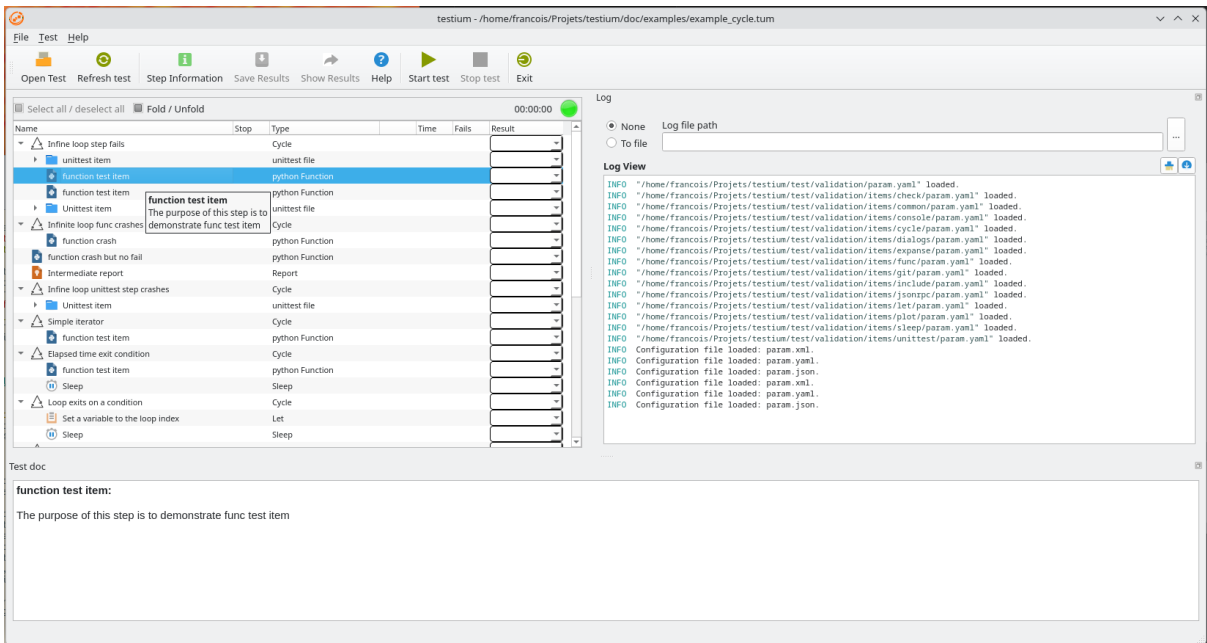 testium - /home/francois/Projets/testium/doc/examples/example_cycle.tum
File Test Help
Open Test Refresh test Step Information Save Results Show Results Help Start test Stop test Exit
Select all / deselect all Fold / Unfold 00:00:00
Name Stop Type Time Fails Result
Infine loop step fails Cycle
unittest item unittest file
function test item python Function
function test item python Function
Unittest item unittest file
Infinite loop func crashes Cycle
function crash python Function
function crash but no fail python Function
Intermediate report Report
Infine loop unittest step crashes Cycle
Unittest item unittest file
Simple iterator Cycle
function test item python Function
Elapsed time exit condition Cycle
function test item python Function
Sleep Sleep
Loop exits on a condition Cycle
Set a variable to the loop index Let
Sleep Sleep
function test item
The purpose of this step is to
demonstrate func test item
Log
None Log file path
To file ...
Log View
INFO "/home/francois/Projets/testium/test/validation/param.yaml" loaded.
INFO "/home/francois/Projets/testium/test/validation/items/check/param.yaml" loaded.
INFO "/home/francois/Projets/testium/test/validation/items/common/param.yaml" loaded.
INFO "/home/francois/Projets/testium/test/validation/items/console/param.yaml" loaded.
INFO "/home/francois/Projets/testium/test/validation/items/cycle/param.yaml" loaded.
INFO "/home/francois/Projets/testium/test/validation/items/dialogs/param.yaml" loaded.
INFO "/home/francois/Projets/testium/test/validation/items/expanse/param.yaml" loaded.
INFO "/home/francois/Projets/testium/test/validation/items/func/param.yaml" loaded.
INFO "/home/francois/Projets/testium/test/validation/items/git/param.yaml" loaded.
INFO "/home/francois/Projets/testium/test/validation/items/include/param.yaml" loaded.
INFO "/home/francois/Projets/testium/test/validation/items/jsonrpc/param.yaml" loaded.
INFO "/home/francois/Projets/testium/test/validation/items/let/param.yaml" loaded.
INFO "/home/francois/Projets/testium/test/validation/items/plot/param.yaml" loaded.
INFO "/home/francois/Projets/testium/test/validation/items/sleep/param.yaml" loaded.
INFO "/home/francois/Projets/testium/test/validation/items/unittest/param.yaml" loaded.
INFO Configuration file loaded: param.xml.
INFO Configuration file loaded: param.yaml.
INFO Configuration file loaded: param.json.
INFO Configuration file loaded: param.xml.
INFO Configuration file loaded: param.yaml.
INFO Configuration file loaded: param.json.
Test doc
function test item:
The purpose of this step is to demonstrate func test item